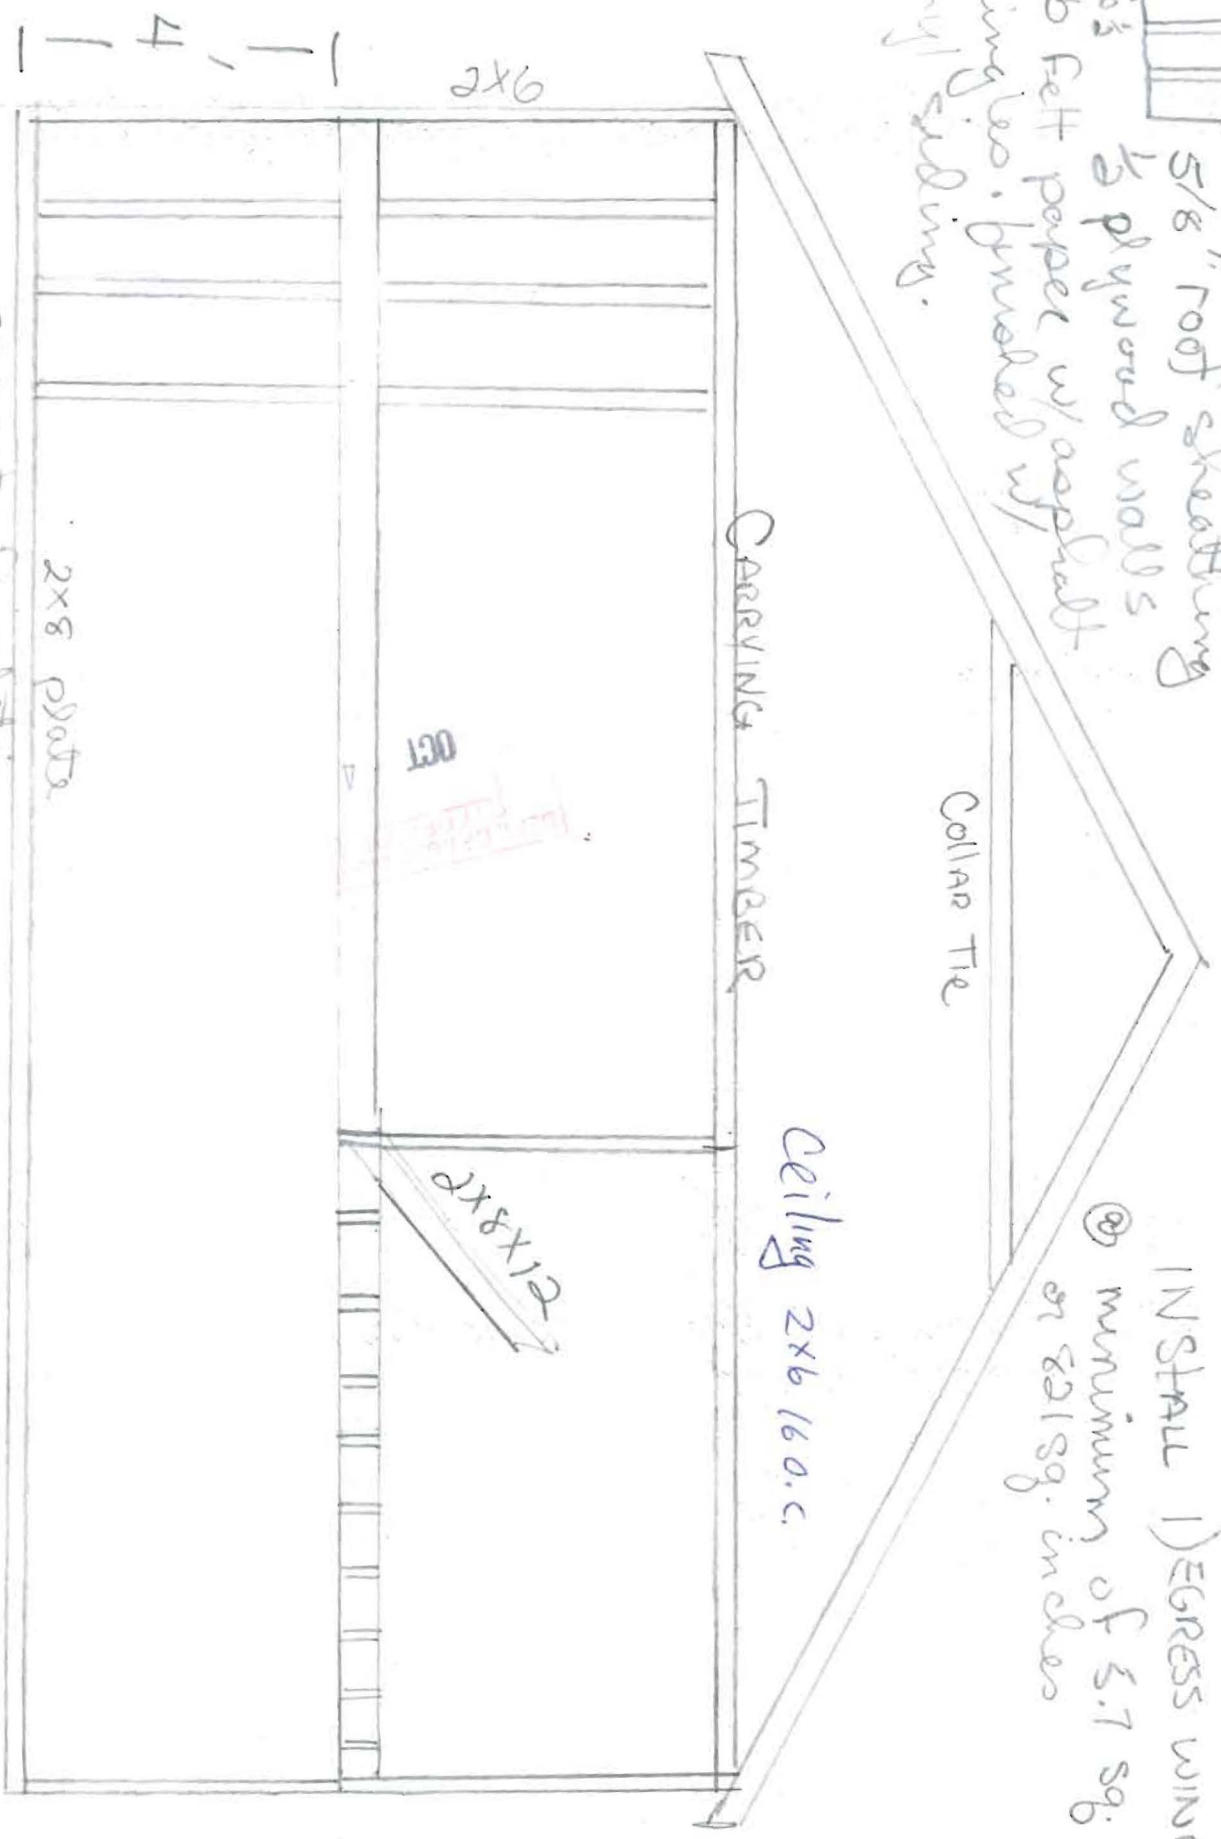 5/8" roof sheathing
1/2 plywood walls
Felt paper w/ asphalt
finished w/
siding.
INSTALL 1) EGRESS
@ minimum of 5.7 sq.
or 821 sq. inches
COLLAR TIE
Ceiling 2x6 16 o.c.
CARRYING TIMBER
2x6
2x8x12
OCT
4'
2x8 plate